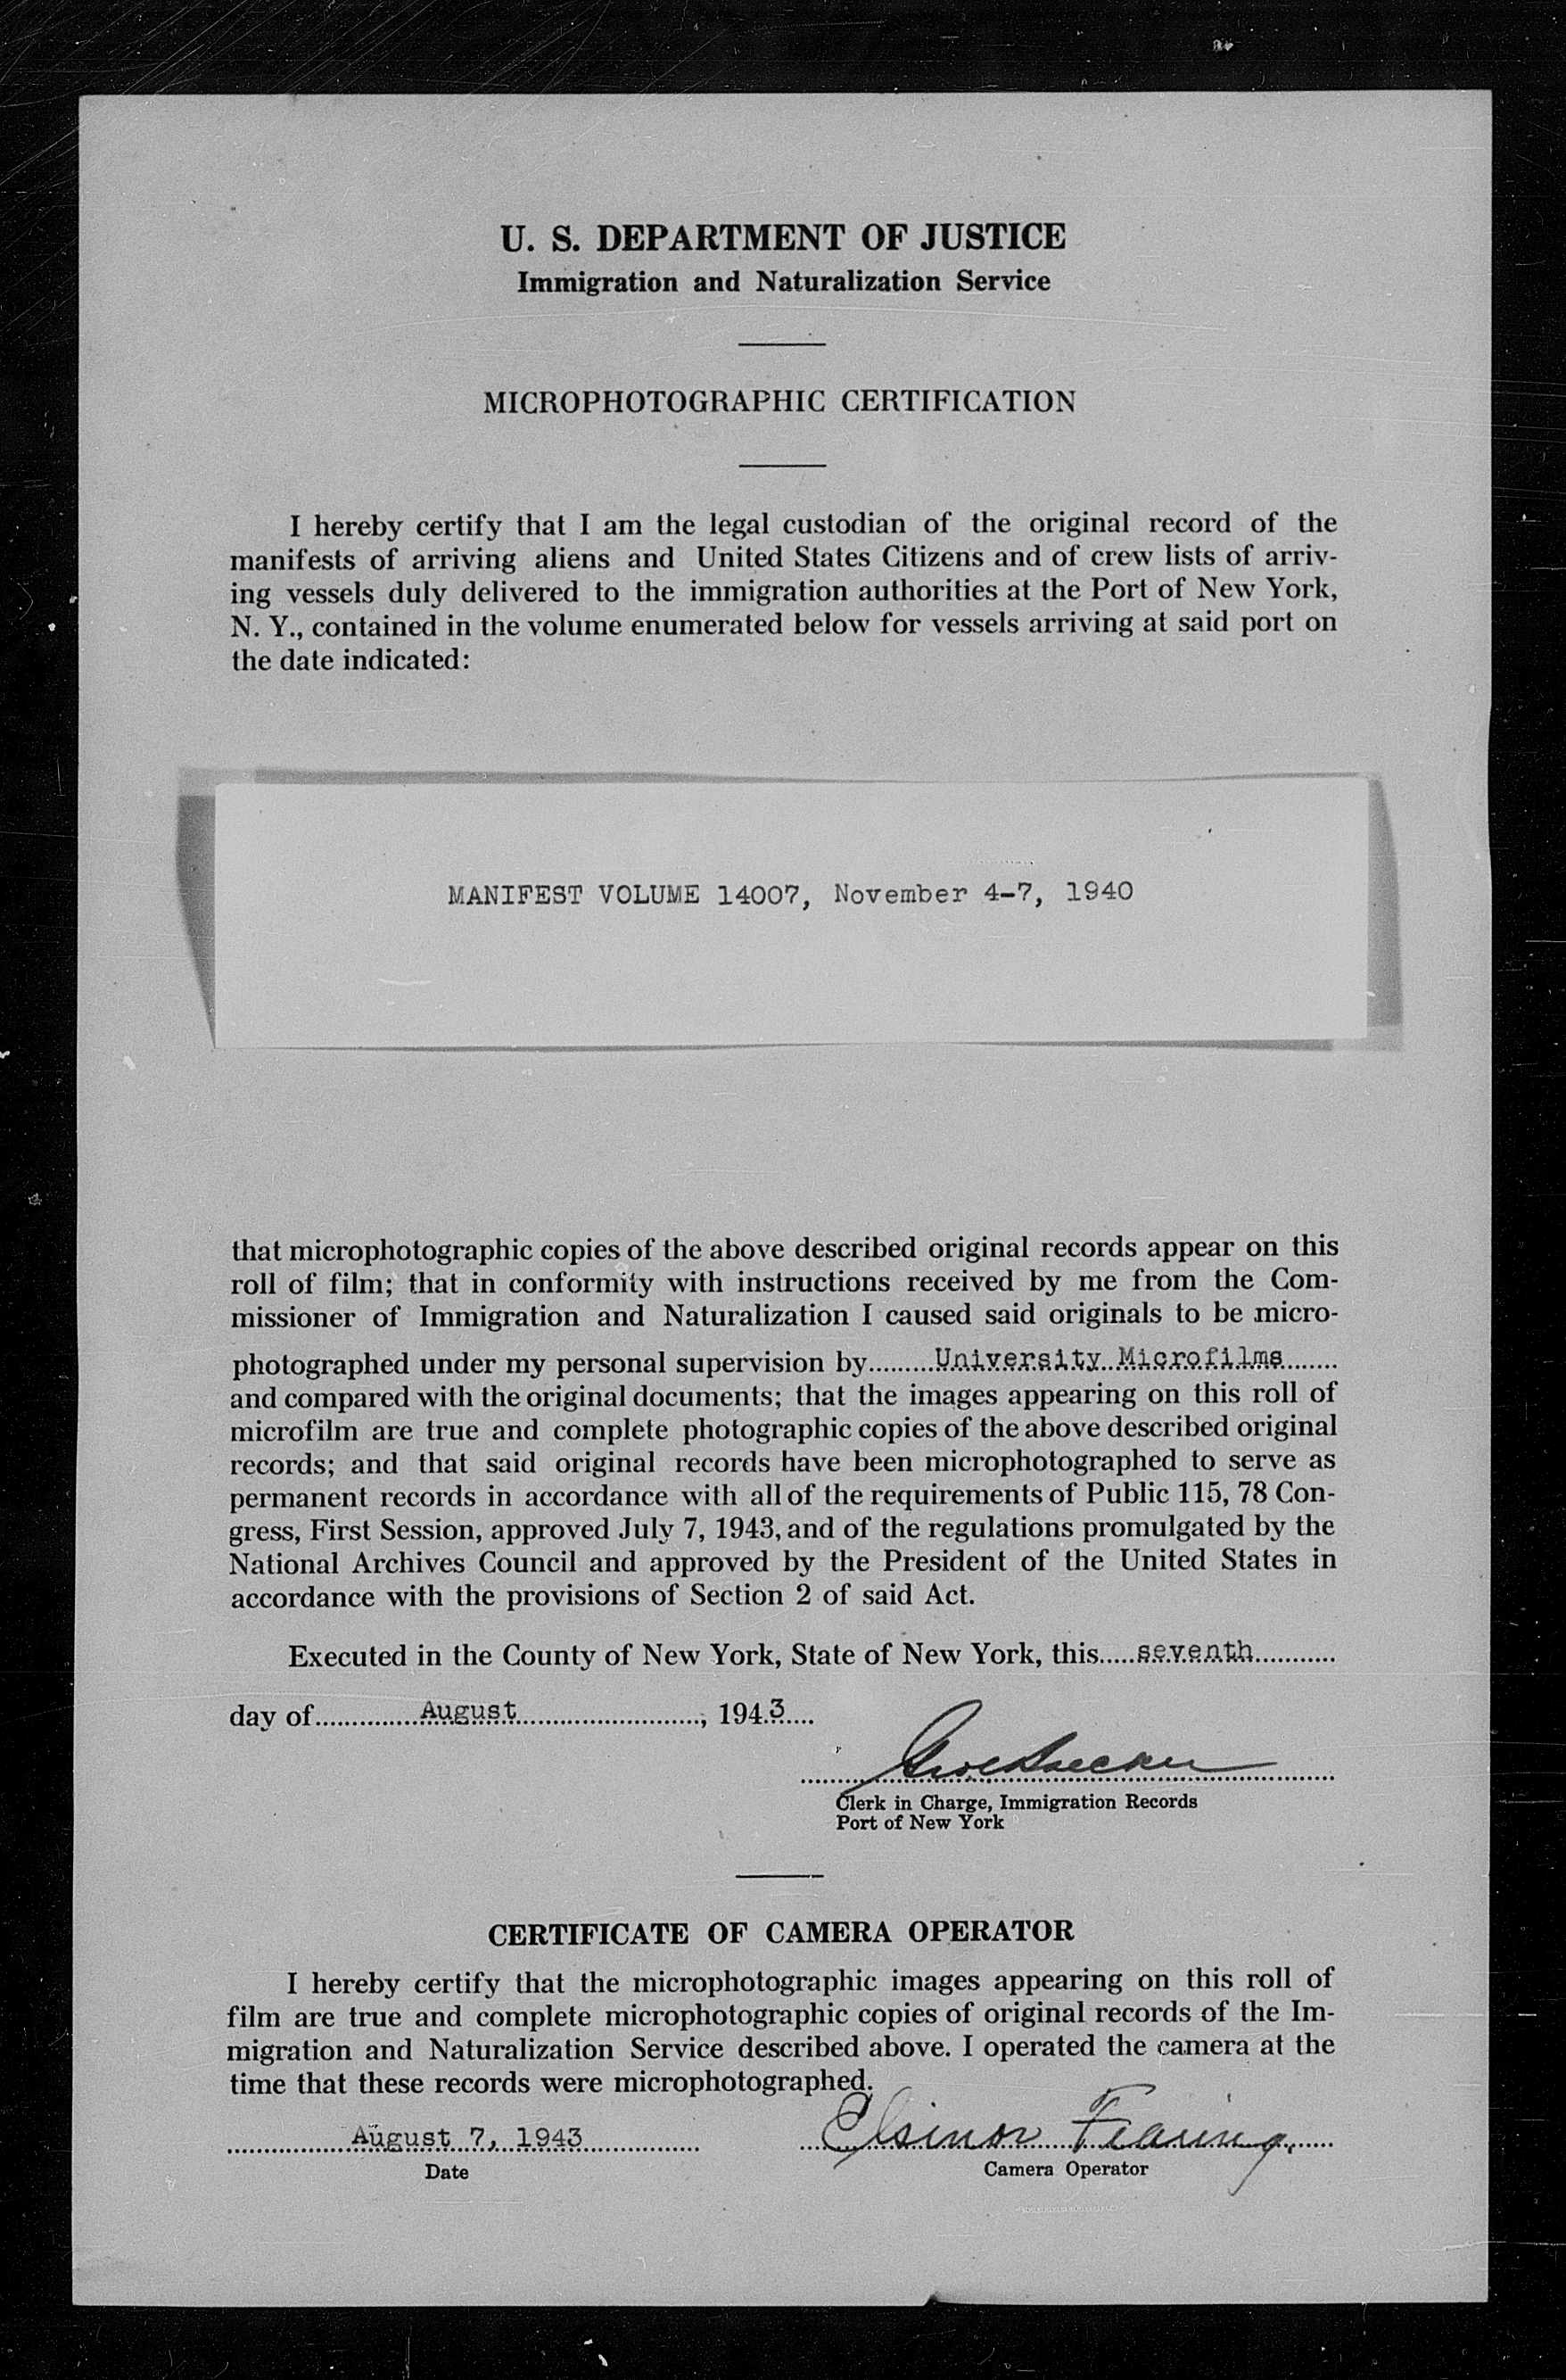 U. S. DEPARTMENT OF JUSTICE
Immigration and Naturalization Service
MICROPHOTOGRAPHIC CERTIFICATION
I hereby certify that I am the legal custodian of the original record of the
manifests of arriving aliens and United States Citizens and of crew lists of arriv-
ing vessels duly delivered to the immigration authorities at the Port of New York,
N. Y., contained in the volume enumerated below for vessels arriving at said port on
the date indicated:
MANIFEST VOLUME 14007, November 4-7, 1940
that microphotographic copies of the above described original records appear on this
roll of film; that in conformity with instructions received by me from the Com-
missioner of Immigration and Naturalization I caused said originals to be micro-
photographed under my personal supervision by University Microfilms
and compared with the original documents; that the images appearing on this roll of
microfilm are true and complete photographic copies of the above described original
records; and that said original records have been microphotographed to serve as
permanent records in accordance with all of the requirements of Public 115, 78 Con-
gress, First Session, approved July 7, 1943, and of the regulations promulgated by the
National Archives Council and approved by the President of the United States in
accordance with the provisions of Section 2 of said Act.
Executed in the County of New York, State of New York, this seventh
day of August, 1943
Clerk in Charge, Immigration Records
Port of New York
CERTIFICATE OF CAMERA OPERATOR
I hereby certify that the microphotographic images appearing on this roll of
film are true and complete microphotographic copies of original records of the Im-
migration and Naturalization Service described above. I operated the camera at the
time that these records were microphotographed.
August 7, 1943 Elsinor Fearing
Date Camera Operator